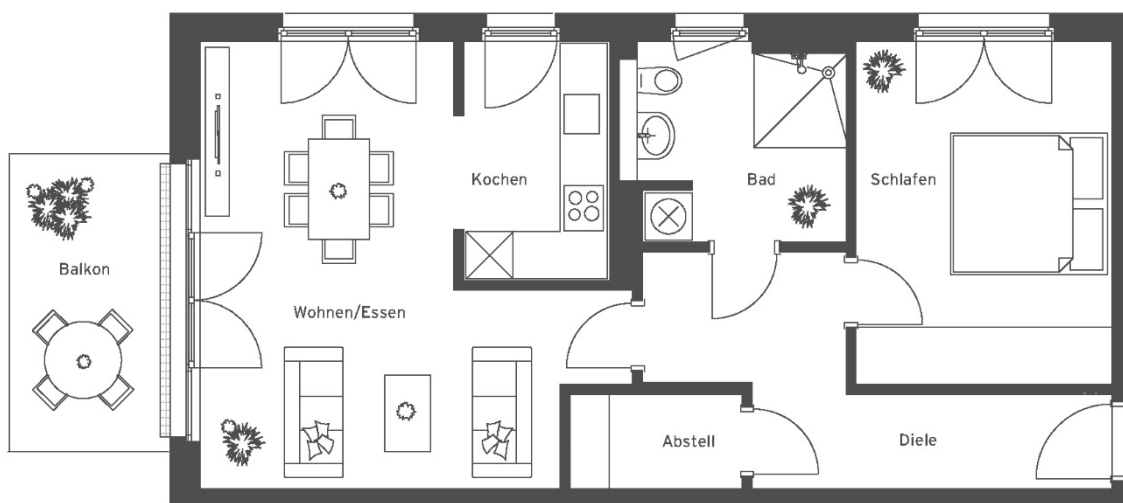 Kochen
Bad
Schlafen
Balkon
Wohnen/Essen
Abstell
Diele